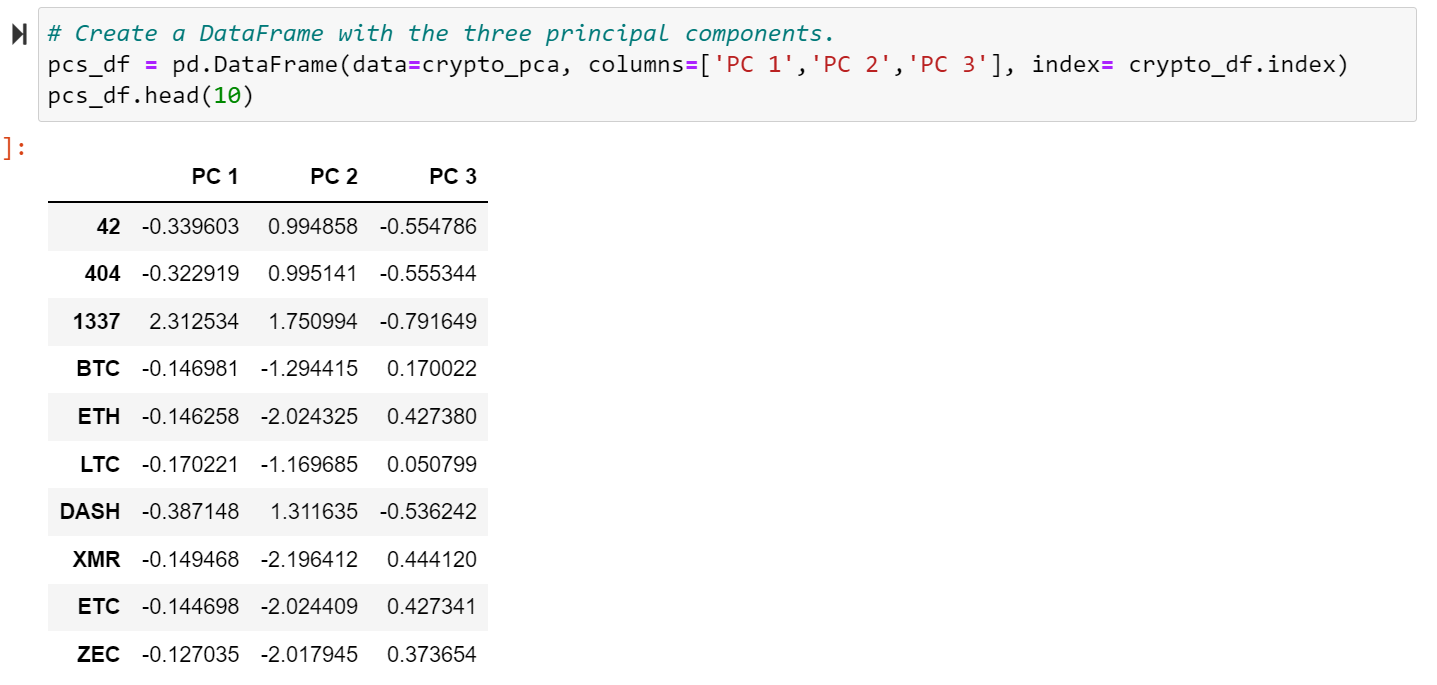 # Create a DataFrame with the three principal components.
pcs_df = pd.DataFrame(data=crypto_pca, columns=['PC 1','PC 2','PC 3'], index= crypto_df.index)
pcs_df.head(10)
]:
PC 1 PC 2 PC 3
42 -0.339603 0.994858 -0.554786
404 -0.322919 0.995141 -0.555344
1337 2.312534 1.750994 -0.791649
BTC -0.146981 -1.294415 0.170022
ETH -0.146258 -2.024325 0.427380
LTC -0.170221 -1.169685 0.050799
DASH -0.387148 1.311635 -0.536242
XMR -0.149468 -2.196412 0.444120
ETC -0.144698 -2.024409 0.427341
ZEC -0.127035 -2.017945 0.373654